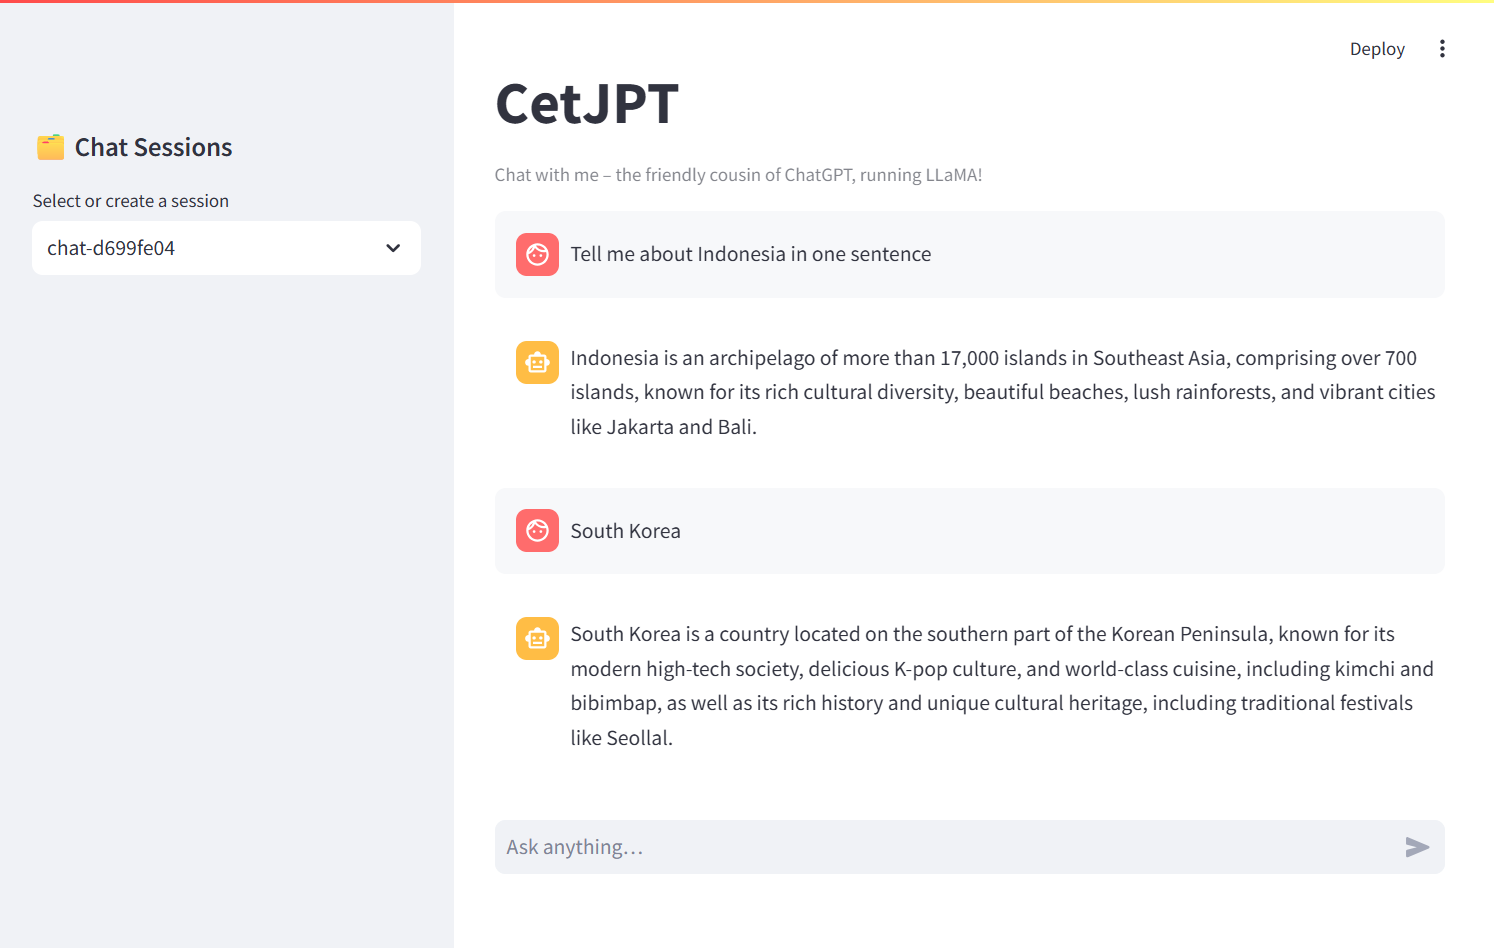 Deploy
Chat Sessions
Select or create a session
chat-d699fe04
CetJPT
Chat with me – the friendly cousin of ChatGPT, running LLaMA!
Tell me about Indonesia in one sentence
Indonesia is an archipelago of more than 17,000 islands in Southeast Asia, comprising over 700
islands, known for its rich cultural diversity, beautiful beaches, lush rainforests, and vibrant cities
like Jakarta and Bali.
South Korea
South Korea is a country located on the southern part of the Korean Peninsula, known for its
modern high-tech society, delicious K-pop culture, and world-class cuisine, including kimchi and
bibimbap, as well as its rich history and unique cultural heritage, including traditional festivals
like Seollal.
Ask anything…